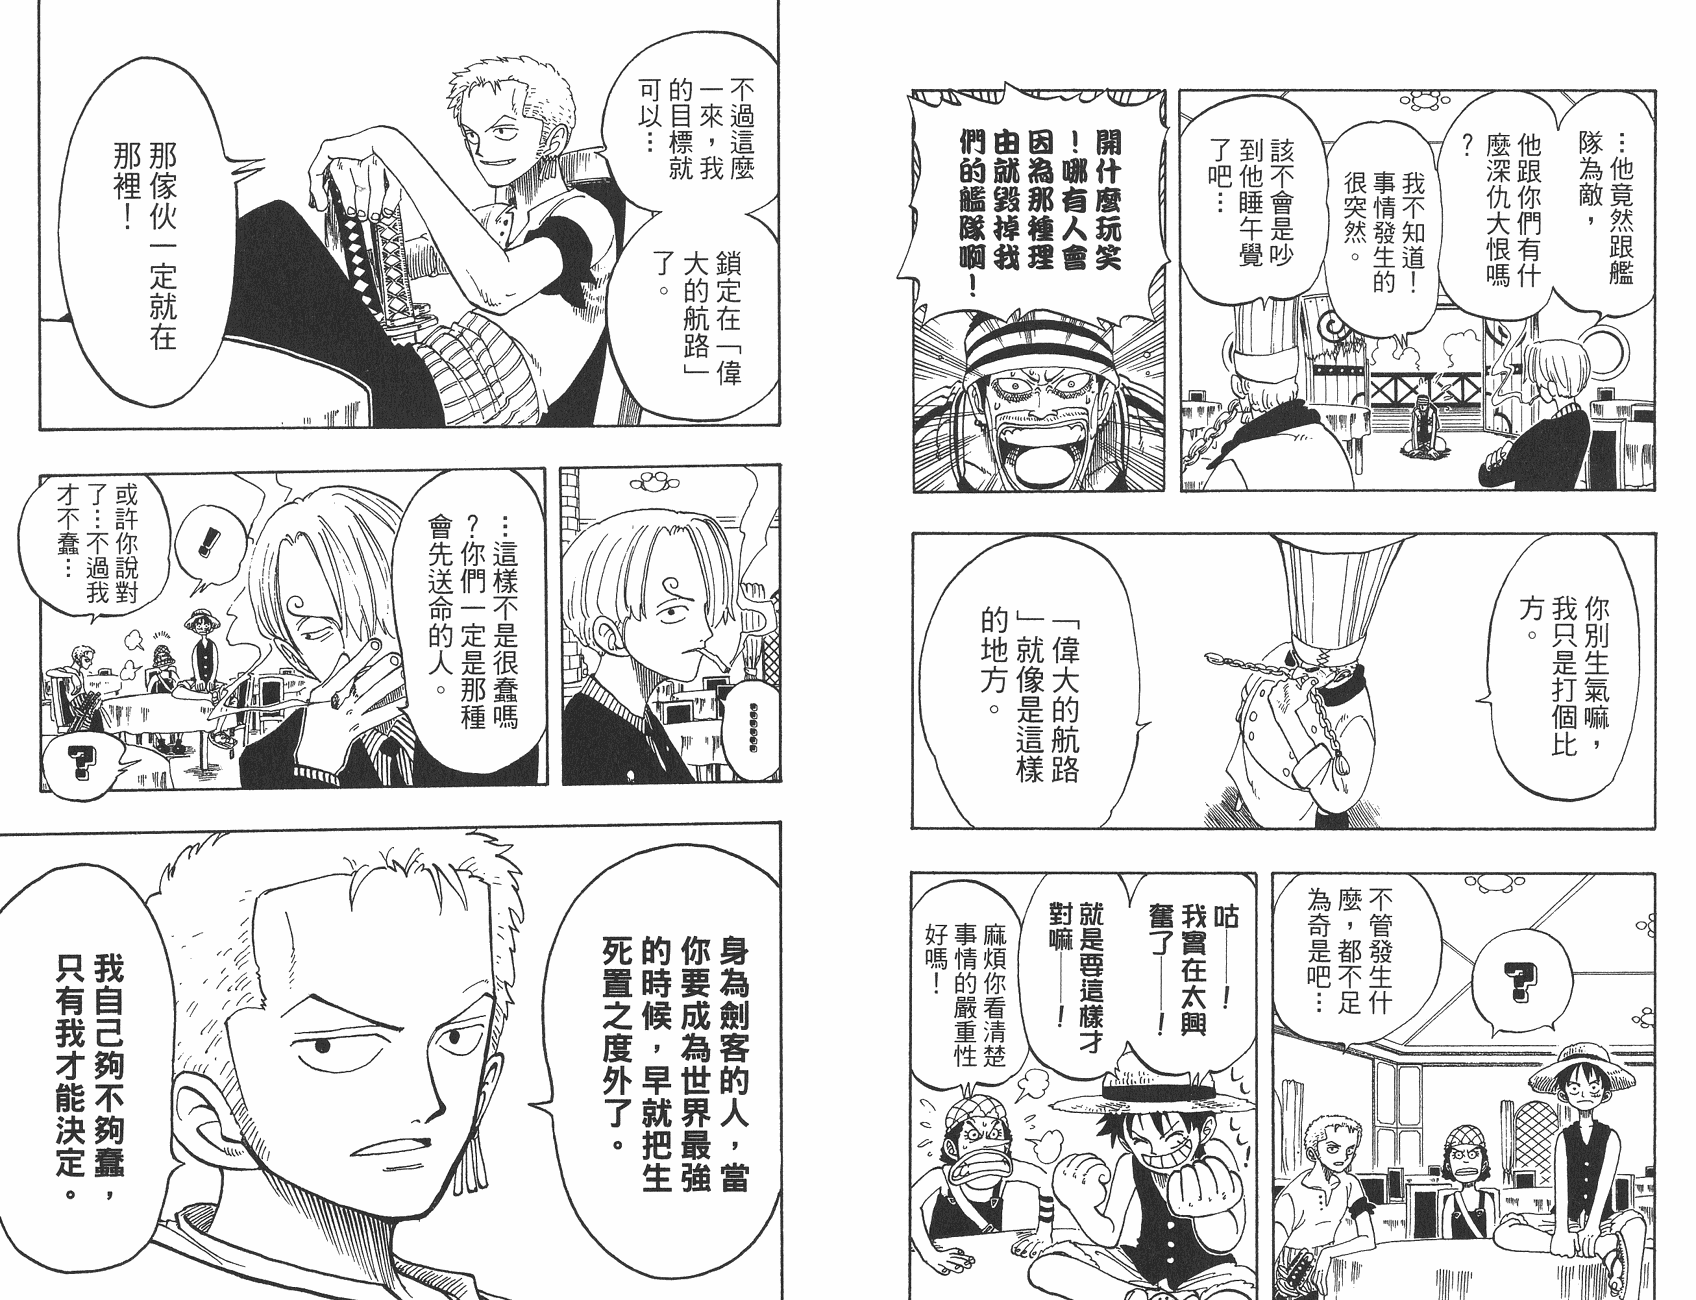 …他竟然跟艦
隊為敵，
他跟你們有什
麼深仇大恨嗎
？
我不知道！
事情發生的
很突然。
該不會是吵
到他睡午覺
了吧…
開什麼玩笑
！哪有人會
因為那種理
由就毀掉我
們的艦隊啊！
你別生氣嘛，
我只是打個比
方。
「偉大的航路
」就像是這樣
的地方。
不管發生什
麼，都不足
為奇是吧…
?
咕——！
我實在太興
奮了——！
就是要這樣才
對嘛——！
麻煩你看清楚
事情的嚴重性
好嗎！
不過這麼
一來，我
的目標就
可以…
鎖定在「偉
大的航路」
了。
那傢伙一定就在
那裡！
……
…這樣不是很蠢嗎
？你們一定是那種
會先送命的人。
!
或許你說對
了…不過我
才不蠢…
?
身為劍客的人，當
你要成為世界最強
的時候，早就把生
死置之度外了。
我自己夠不夠蠢，
只有我才能決定。